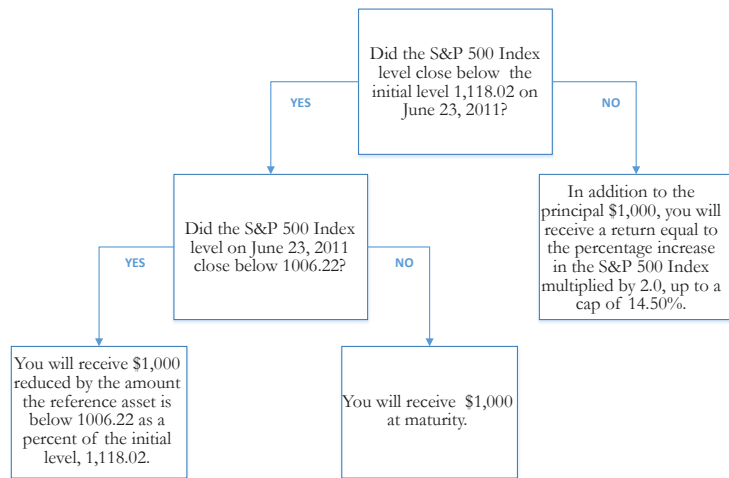 Did the S&P 500 Index
level close below the
initial level 1,118.02 on
June 23, 2011?
YES
NO
Did the S&P 500 Index
level on June 23, 2011
close below 1006.22?
In addition to the
principal $1,000, you will
receive a return equal to
the percentage increase
in the S&P 500 Index
multiplied by 2.0, up to a
cap of 14.50%.
YES
NO
You will receive $1,000
reduced by the amount
the reference asset is
below 1006.22 as a
percent of the initial
level, 1,118.02.
You will receive $1,000
at maturity.